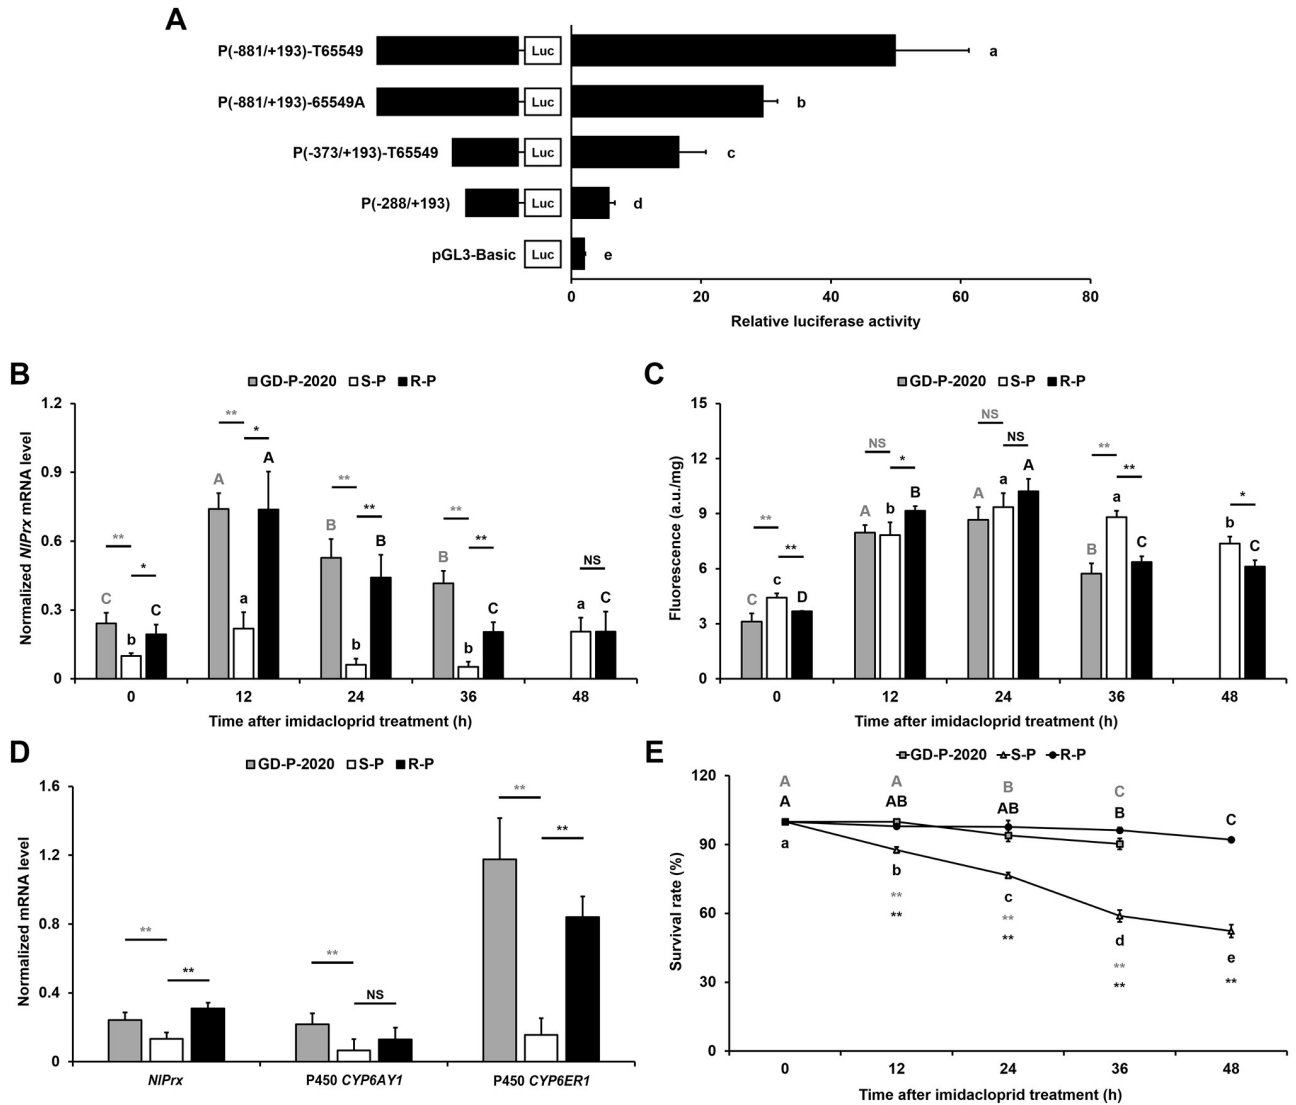 A
P(-881/+193)-T65549 Luc a
P(-881/+193)-65549A Luc b
P(-373/+193)-T65549 Luc c
P(-288/+193) Luc d
pGL3-Basic Luc e
0 20 40 60 80
Relative luciferase activity
B
GD-P-2020 S-P R-P
Normalized NlPrx mRNA level
1.2
0.9
0.6
0.3
0
** * ** * ** ** ** ** NS
C b C A a A B b B B b C a C
0 12 24 36 48
Time after imidacloprid treatment (h)
C
GD-P-2020 S-P R-P
Fluorescence (a.u./mg)
15
12
9
6
3
0
** ** NS * NS NS ** ** *
C c D A b B A a A B a C b C
0 12 24 36 48
Time after imidacloprid treatment (h)
D
GD-P-2020 S-P R-P
Normalized mRNA level
1.6
1.2
0.8
0.4
0
** ** ** NS ** **
NlPrx P450 CYP6AY1 P450 CYP6ER1
E
GD-P-2020 S-P R-P
Survival rate (%)
120
90
60
30
0
A A B C
A AB AB B C
a b c d e
** ** **
** ** ** **
0 12 24 36 48
Time after imidacloprid treatment (h)